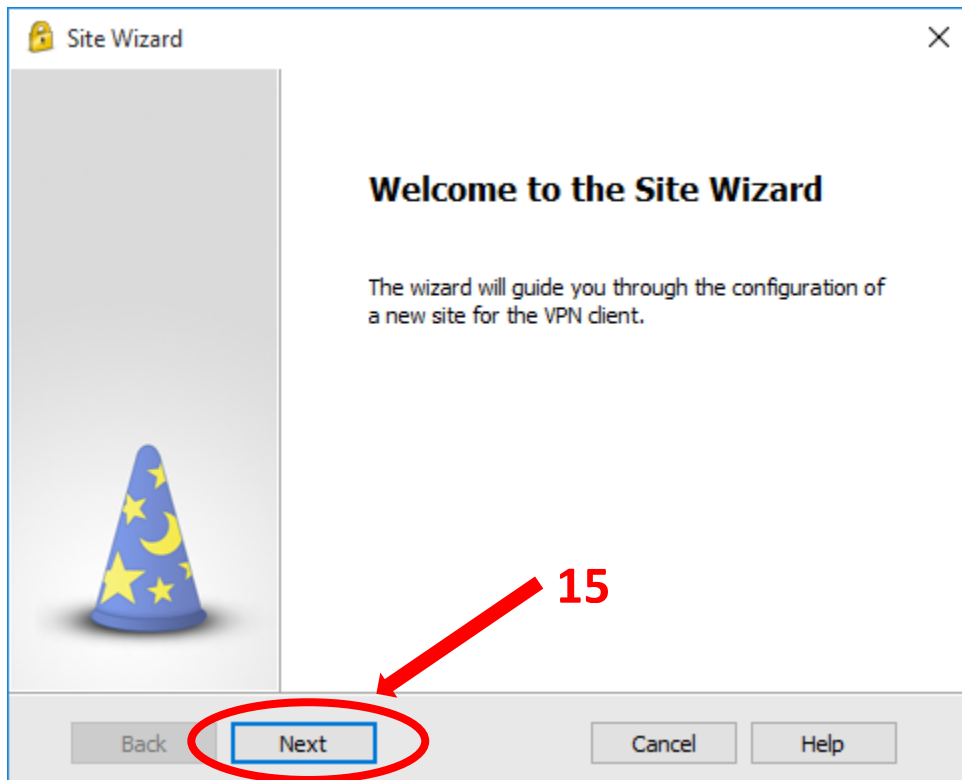 Site Wizard
Welcome to the Site Wizard
The wizard will guide you through the configuration of
a new site for the VPN client.
15
Back Next Cancel Help